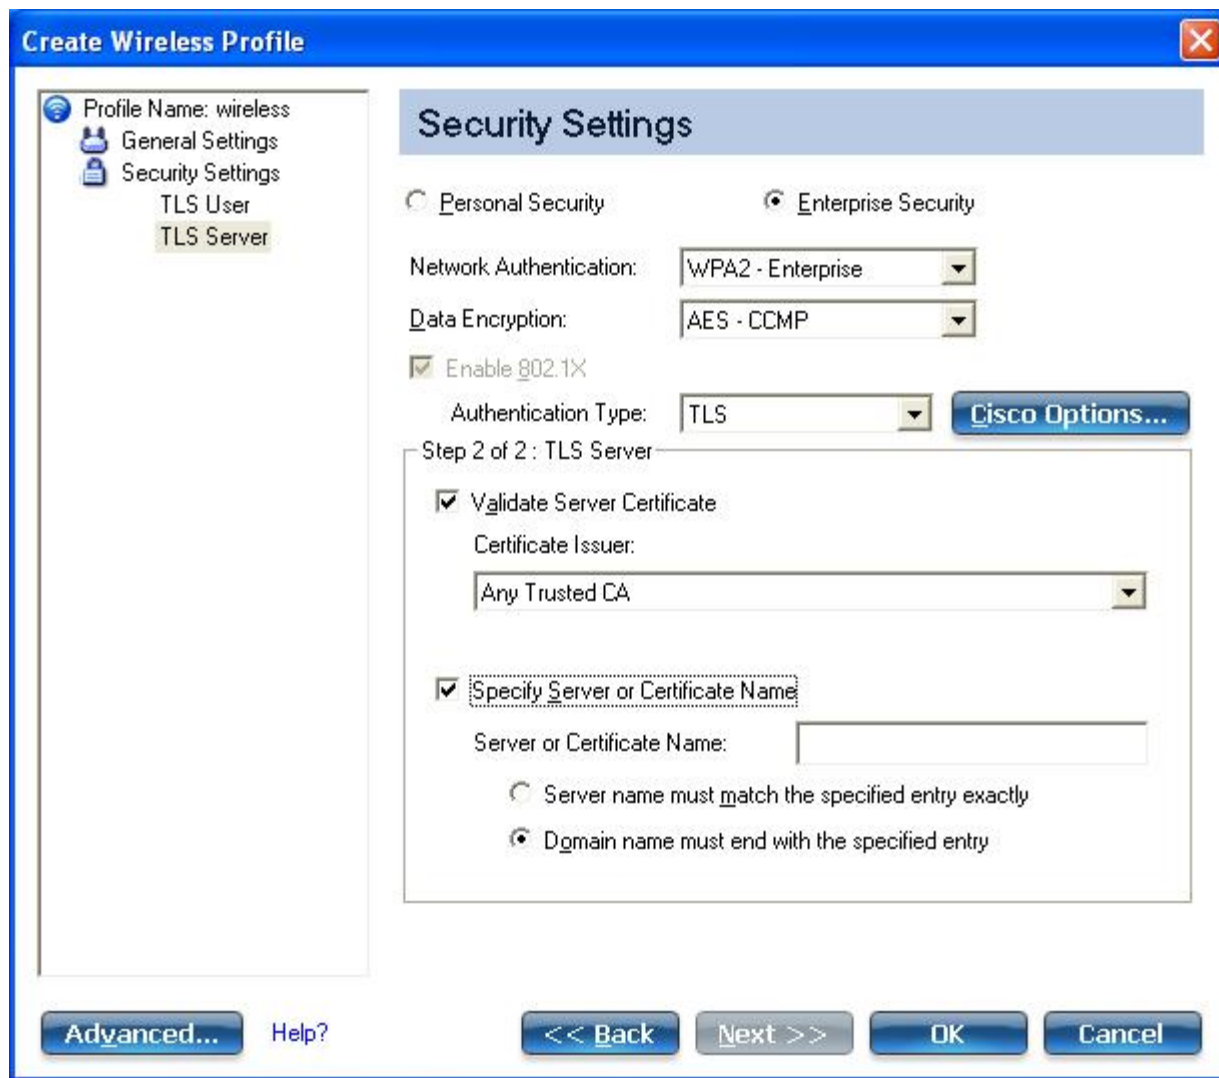 Create Wireless Profile
Profile Name: wireless
General Settings
Security Settings
TLS User
TLS Server
Security Settings
Personal Security
Enterprise Security
Network Authentication:
WPA2 - Enterprise
Data Encryption:
AES - CCMP
Enable 802.1X
Authentication Type:
TLS
Cisco Options...
Step 2 of 2 : TLS Server
Validate Server Certificate
Certificate Issuer:
Any Trusted CA
Specify Server or Certificate Name
Server or Certificate Name:
Server name must match the specified entry exactly
Domain name must end with the specified entry
Advanced...
Help?
<< Back
Next >>
OK
Cancel